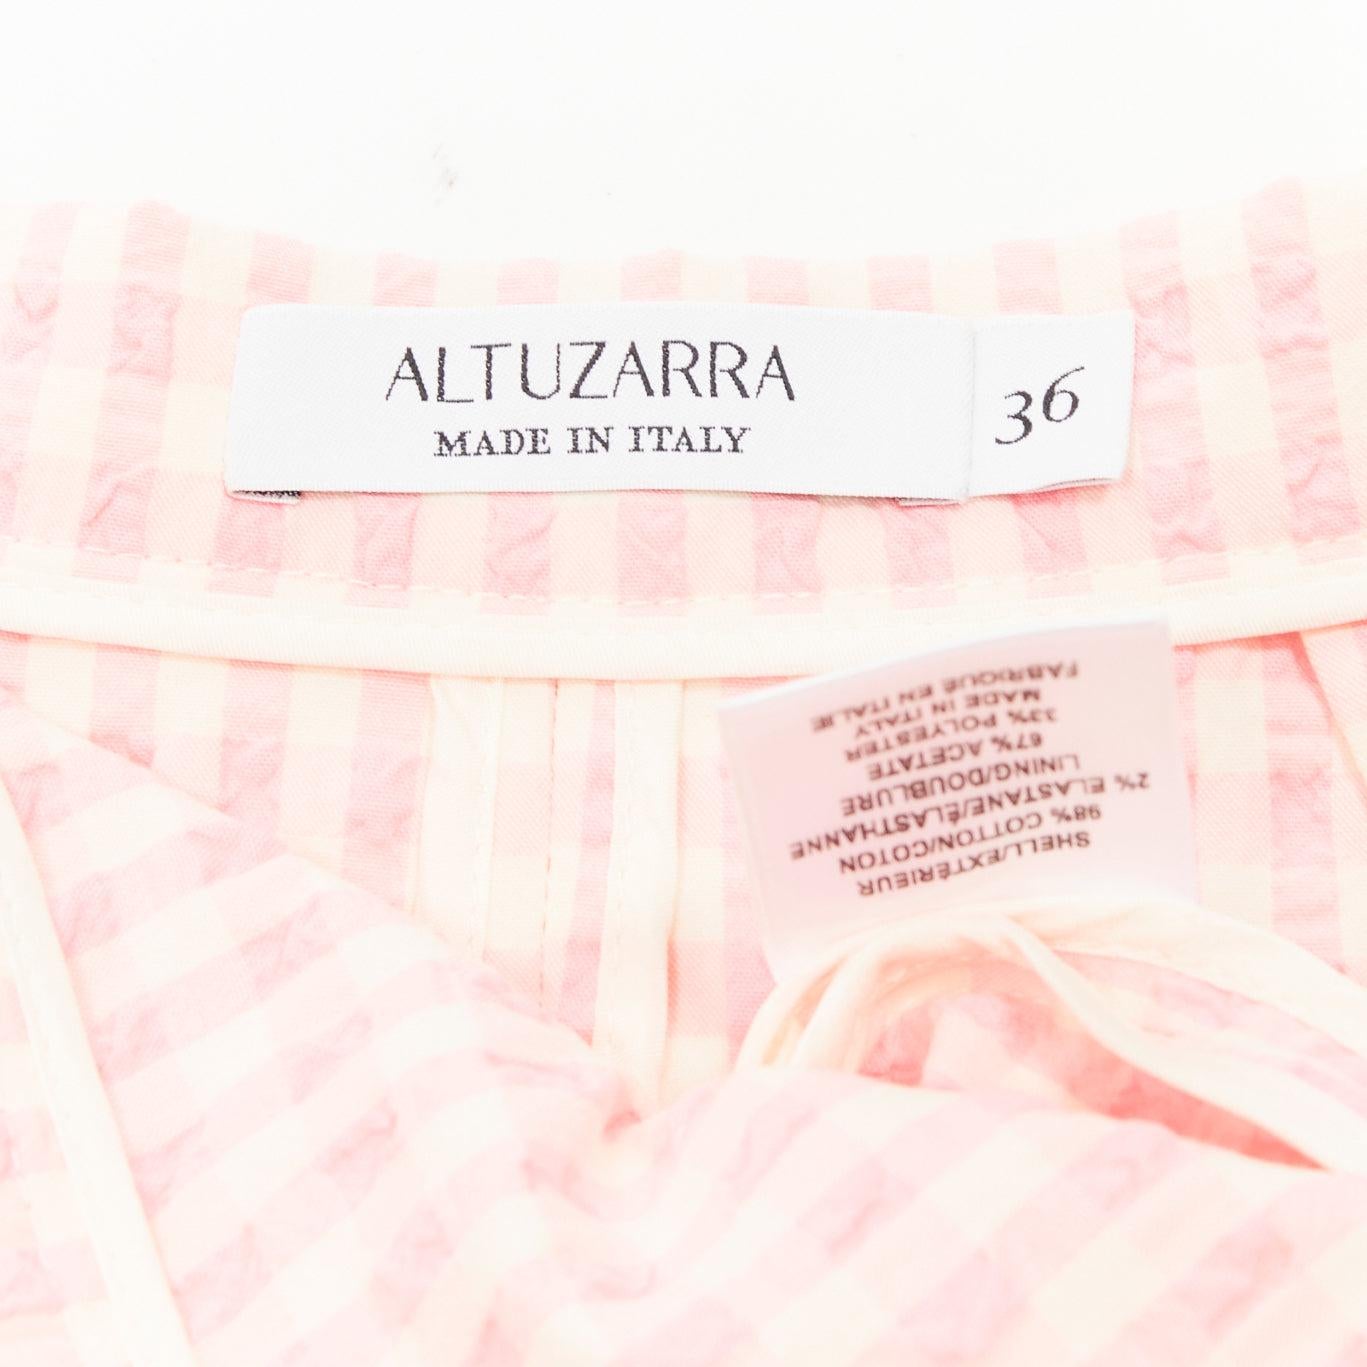 ALTUZARRA
MADE IN ITALY
36
SHELL/EXTÉRIEUR
98% COTTON/COTON
2% ELASTANE/ÉLASTHANNE
LINING/DOUBLURE
67% ACETATE
33% POLYESTER
MADE IN ITALY
FABRIQUÉ EN ITALIE